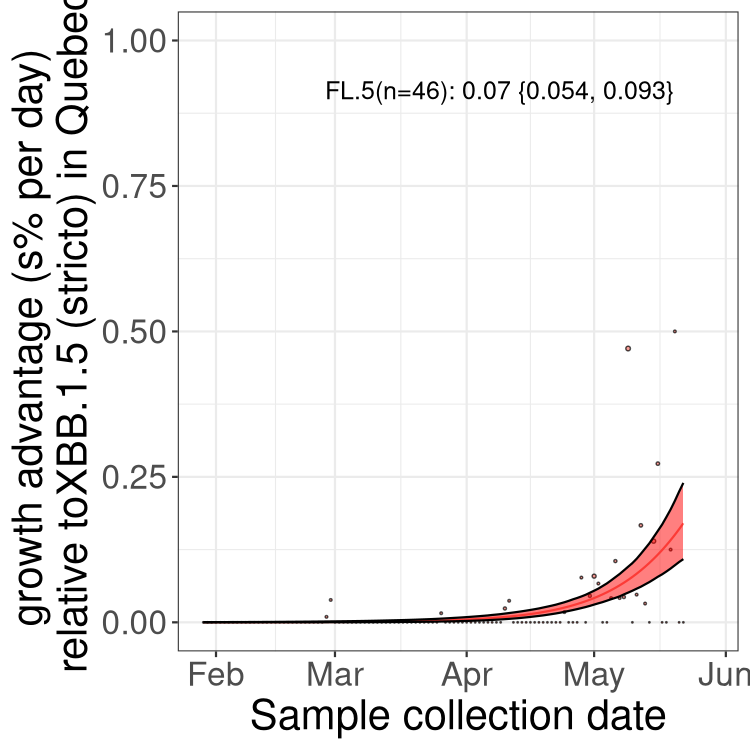 growth advantage (s% per day)
relative toXBB.1.5 (stricto) in Quebec
1.00
0.75
0.50
0.25
0.00
FL.5(n=46): 0.07 {0.054, 0.093}
Feb
Mar
Apr
May
Jun
Sample collection date